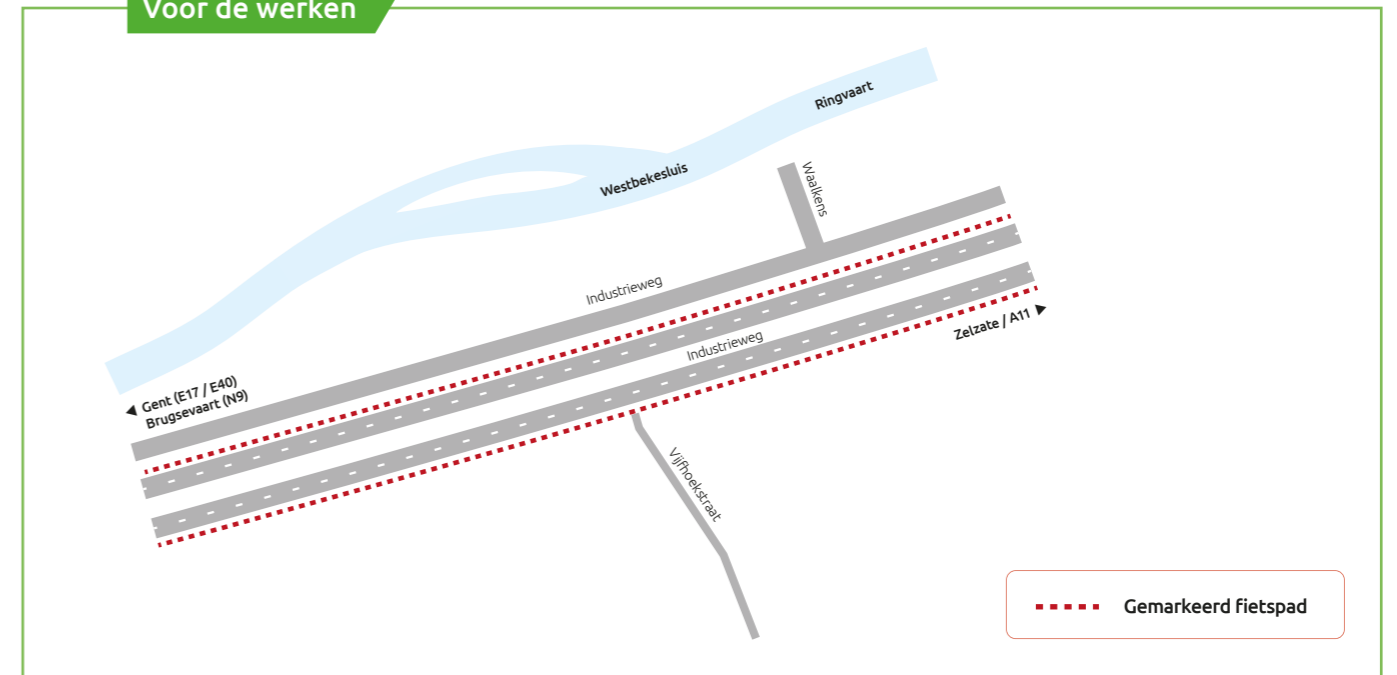 Voor de werken
Ringvaart
Westbekesluis
Waalkens
Industrieweg
Industrieweg
Zelzate / A11 ▶
◀ Gent (E17 / E40)
Brugsevaart (N9)
Vijfhoekstraat
Gemarkeerd fietspad